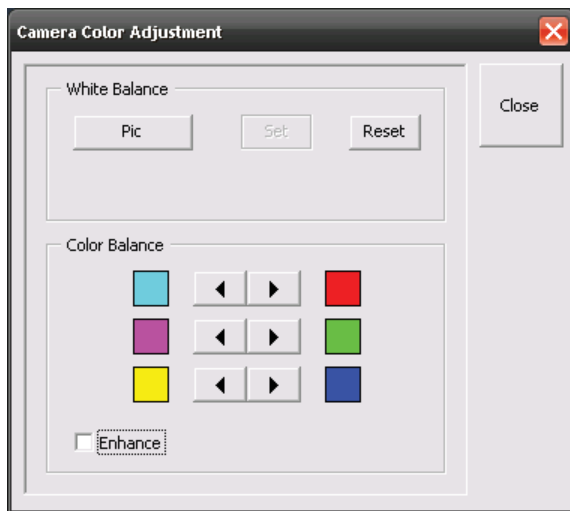 Camera Color Adjustment
White Balance
Pic Set Reset
Close
Color Balance
Enhance